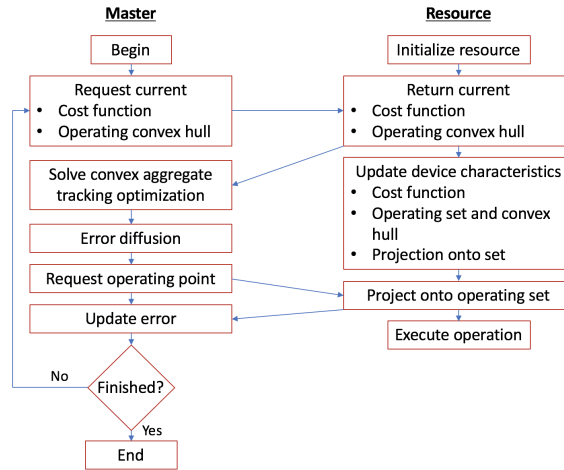 Master
Begin
Request current
• Cost function
• Operating convex hull
Solve convex aggregate
tracking optimization
Error diffusion
Request operating point
Update error
Finished?
No
Yes
End
Resource
Initialize resource
Return current
• Cost function
• Operating convex hull
Update device characteristics
• Cost function
• Operating set and convex
hull
• Projection onto set
Project onto operating set
Execute operation